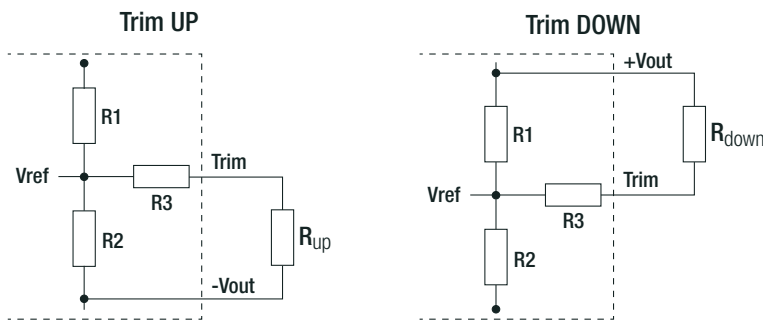 Trim UP
R1
Vref
Trim
R3
R2
Rup
-Vout
Trim DOWN
+Vout
R1
Rdown
Vref
Trim
R3
R2